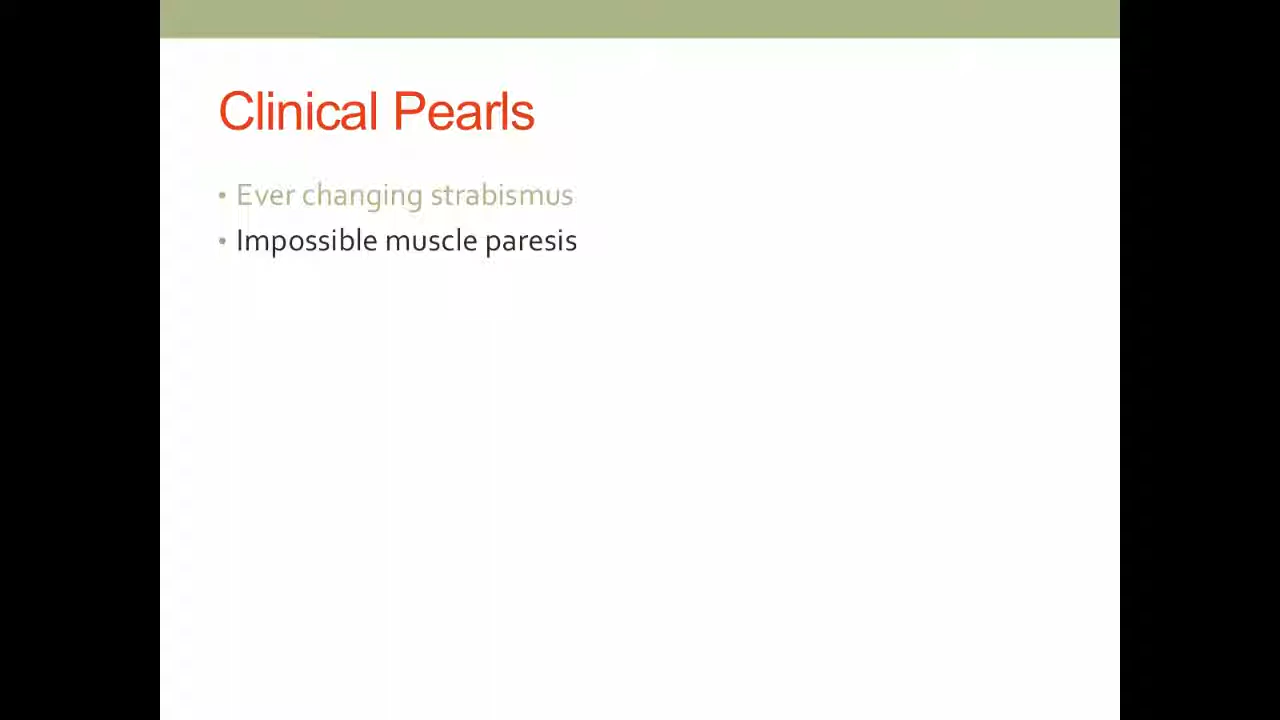 Clinical Pearls
• Ever changing strabismus
• Impossible muscle paresis